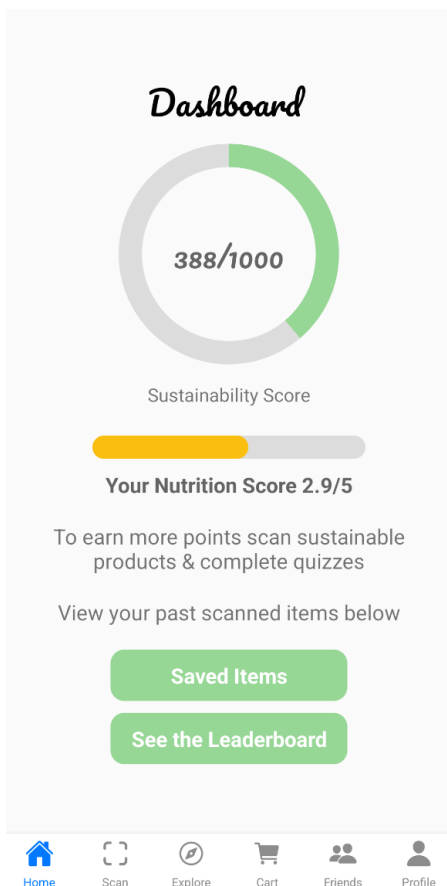 Dashboard
388/1000
Sustainability Score
Your Nutrition Score 2.9/5
To earn more points scan sustainable
products & complete quizzes
View your past scanned items below
Saved Items
See the Leaderboard
Home Scan Explore Cart Friends Profile